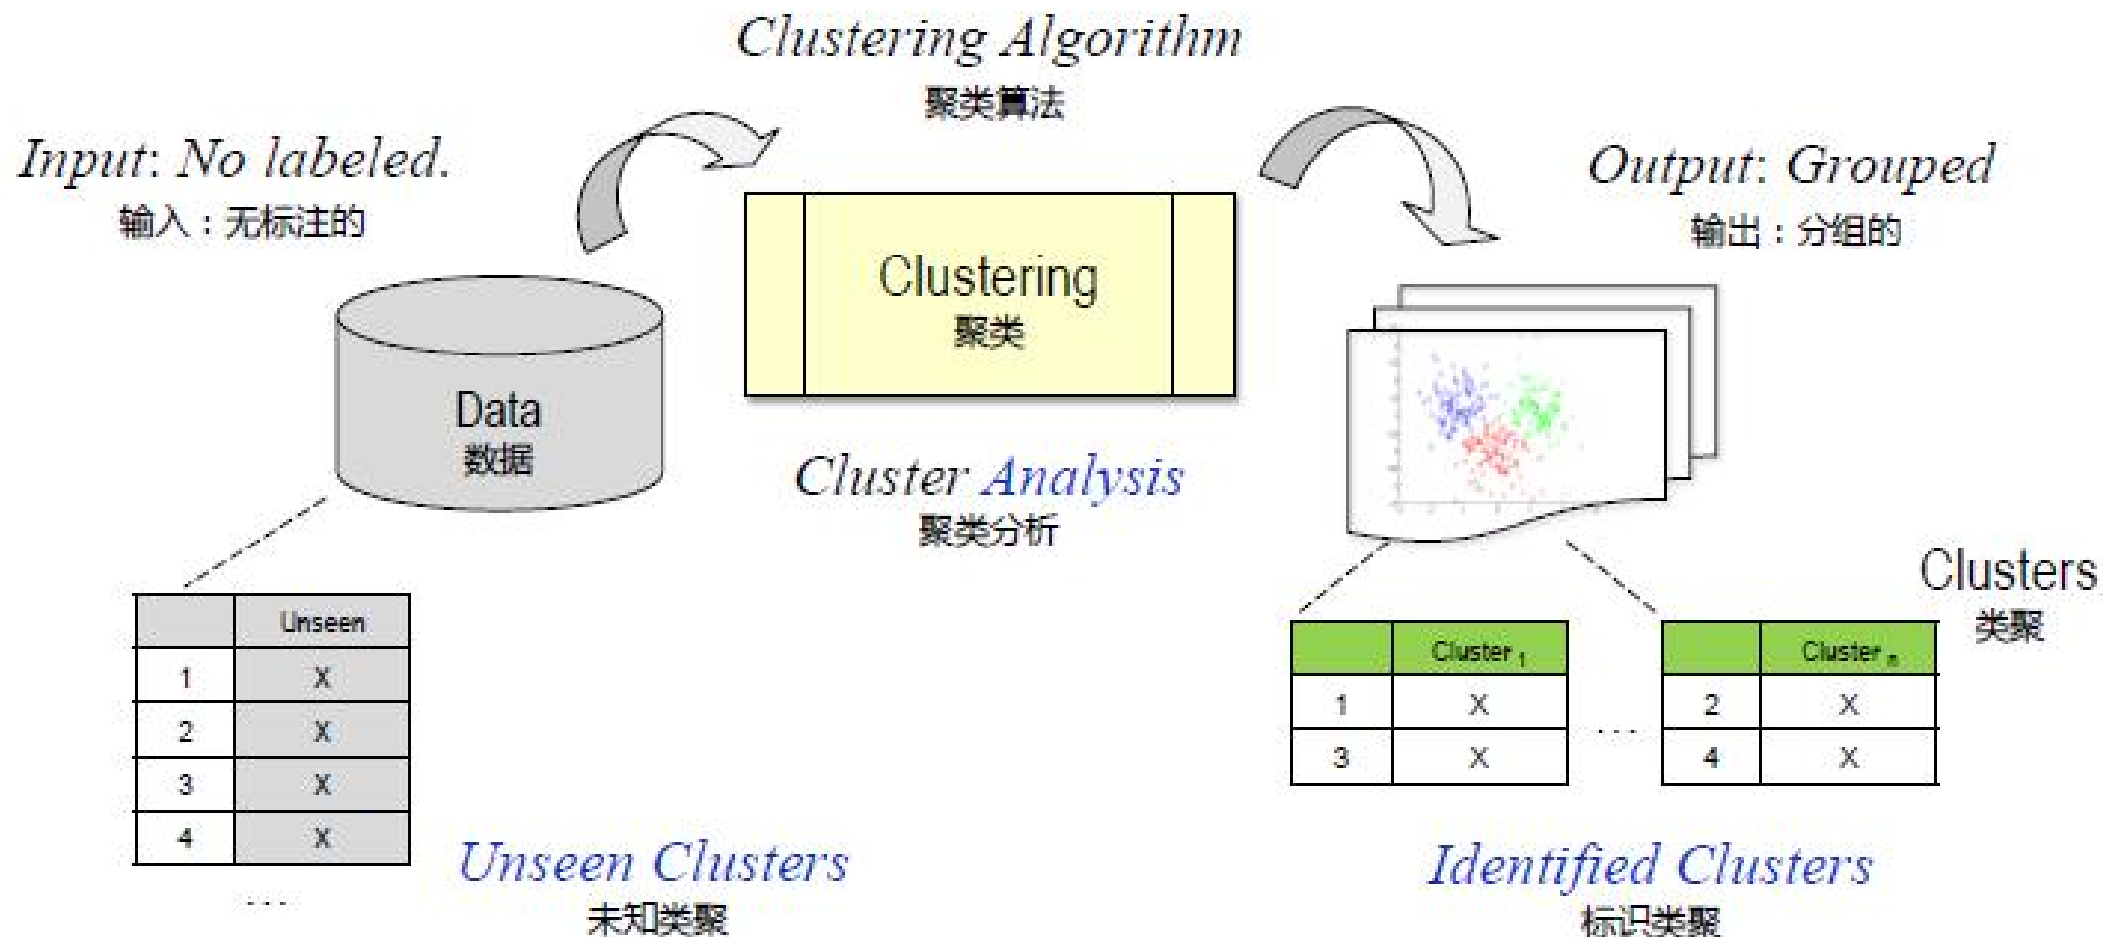 Clustering Algorithm
聚类算法
Input: No labeled.
输入：无标注的
Output: Grouped
输出：分组的
Clustering
聚类
Data
数据
Cluster Analysis
聚类分析
Clusters
类聚
Unseen
1 X
2 X
3 X
4 X
...
Unseen Clusters
未知类聚
Cluster 1
1 X
3 X
...
Cluster n
2 X
4 X
Identified Clusters
标识类聚